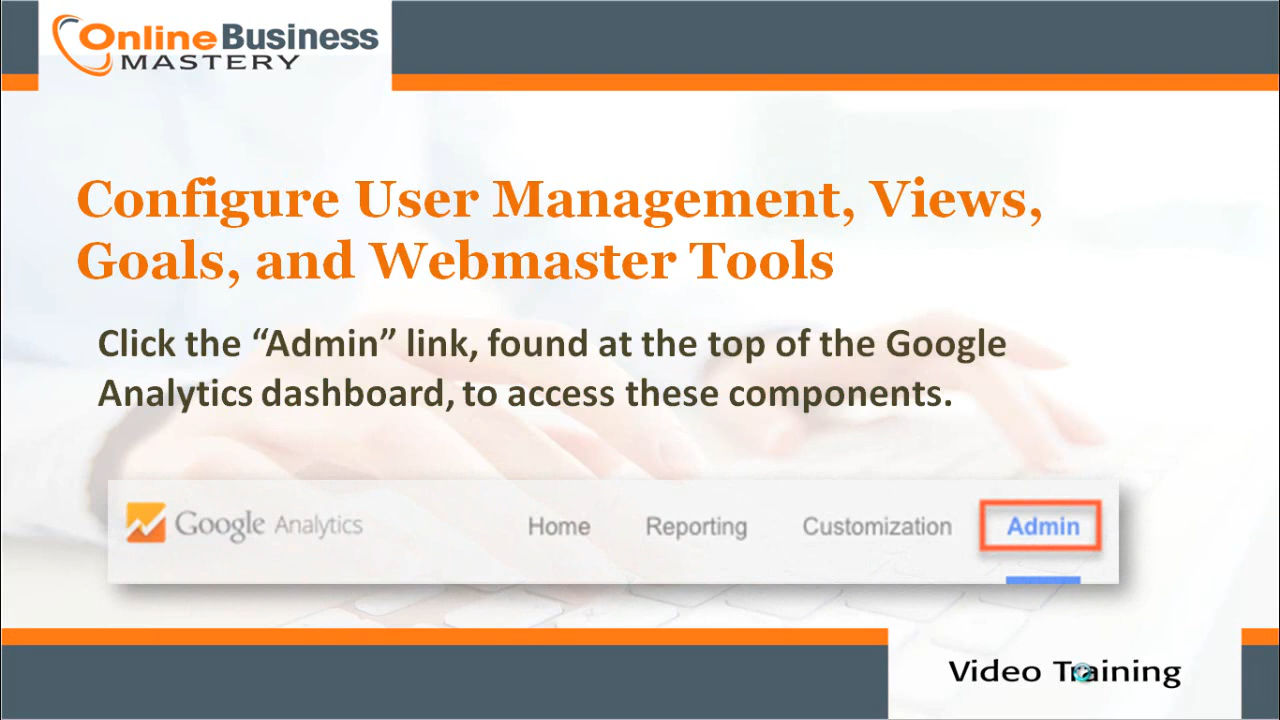 Online Business
MASTERY
Configure User Management, Views,
Goals, and Webmaster Tools
Click the “Admin” link, found at the top of the Google
Analytics dashboard, to access these components.
Google Analytics Home Reporting Customization Admin
Video Training